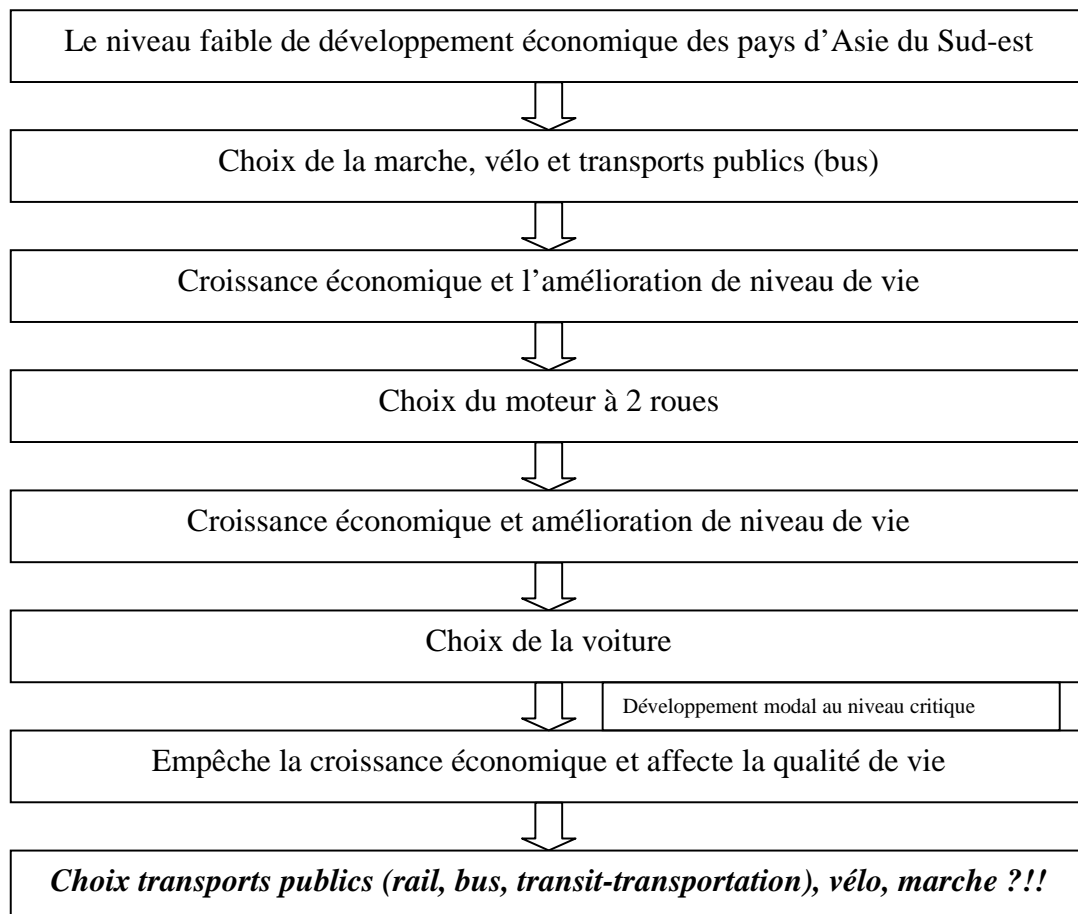 Le niveau faible de développement économique des pays d’Asie du Sud-est
Choix de la marche, vélo et transports publics (bus)
Croissance économique et l’amélioration de niveau de vie
Choix du moteur à 2 roues
Croissance économique et amélioration de niveau de vie
Choix de la voiture
Développement modal au niveau critique
Empêche la croissance économique et affecte la qualité de vie
Choix transports publics (rail, bus, transit-transportation), vélo, marche ?!!